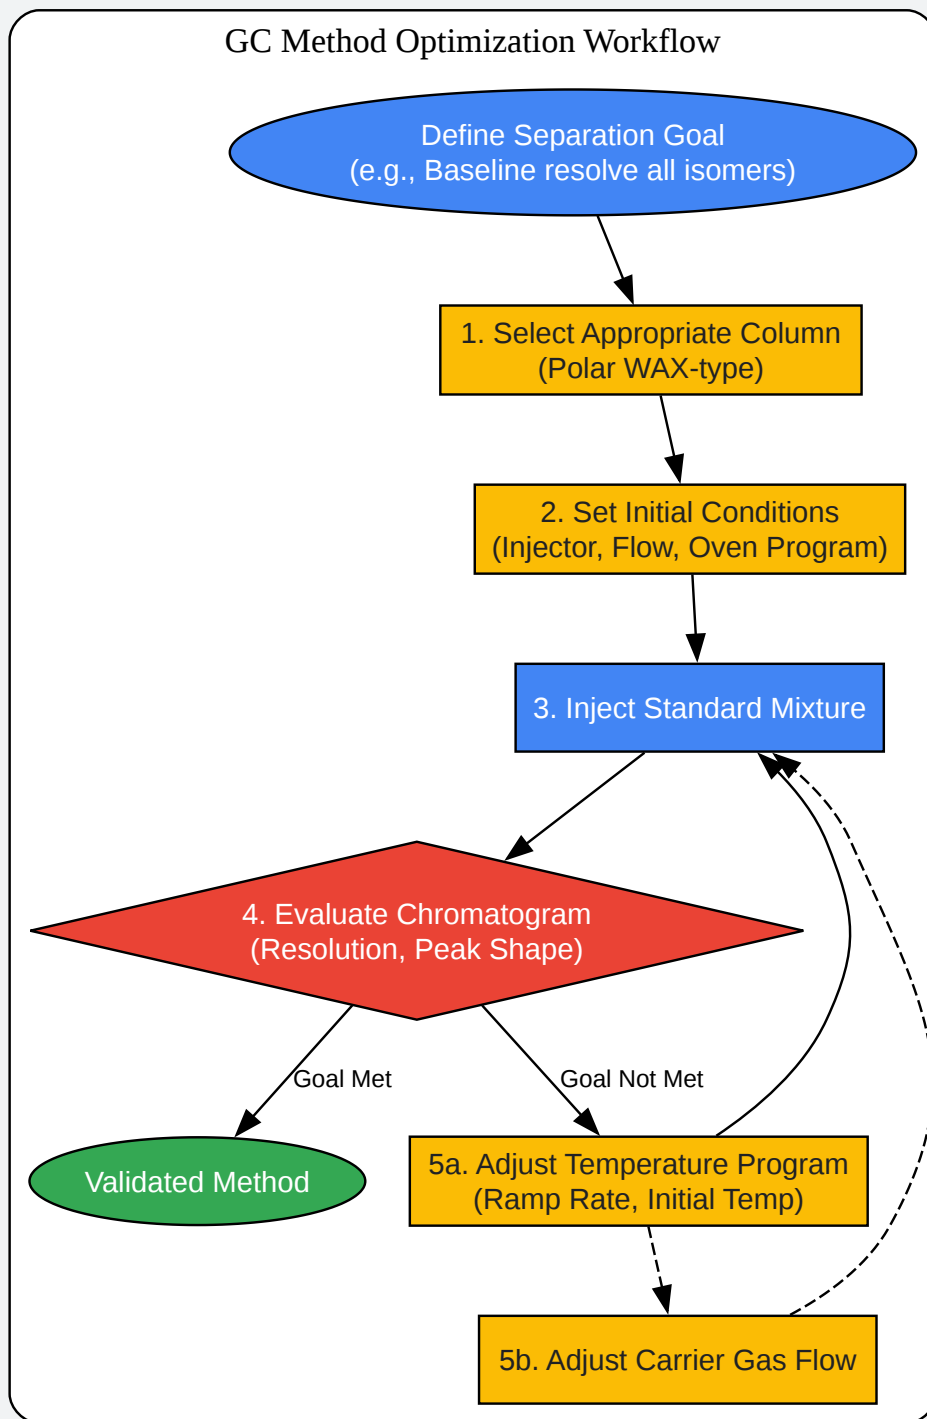 GC Method Optimization Workflow
Define Separation Goal
(e.g., Baseline resolve all isomers)
1. Select Appropriate Column
(Polar WAX-type)
2. Set Initial Conditions
(Injector, Flow, Oven Program)
3. Inject Standard Mixture
4. Evaluate Chromatogram
(Resolution, Peak Shape)
Goal Met
Goal Not Met
Validated Method
5a. Adjust Temperature Program
(Ramp Rate, Initial Temp)
5b. Adjust Carrier Gas Flow